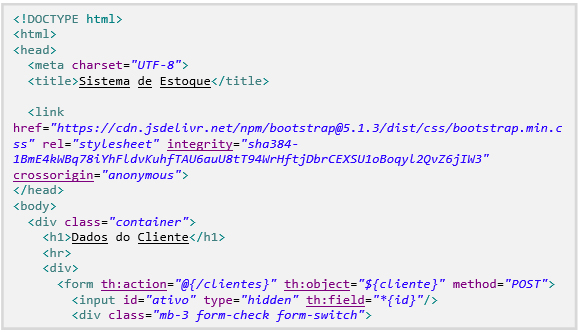 <!DOCTYPE html>
<html>
<head>
<meta charset="UTF-8">
<title>Sistema de Estoque</title>
<link
href="https://cdn.jsdelivr.net/npm/bootstrap@5.1.3/dist/css/bootstrap.min.c
ss" rel="stylesheet" integrity="sha384-
1BmE4kWBq78iYhFldvKuhfTAU6auU8tT94WrHftjDbrCEXSU1oBoqyl2QvZ6jIW3"
crossorigin="anonymous">
</head>
<body>
<div class="container">
<h1>Dados do Cliente</h1>
<hr>
<div>
<form th:action="@{/clientes}" th:object="${cliente}" method="POST">
<input id="ativo" type="hidden" th:field="*{id}"/>
<div class="mb-3 form-check form-switch">